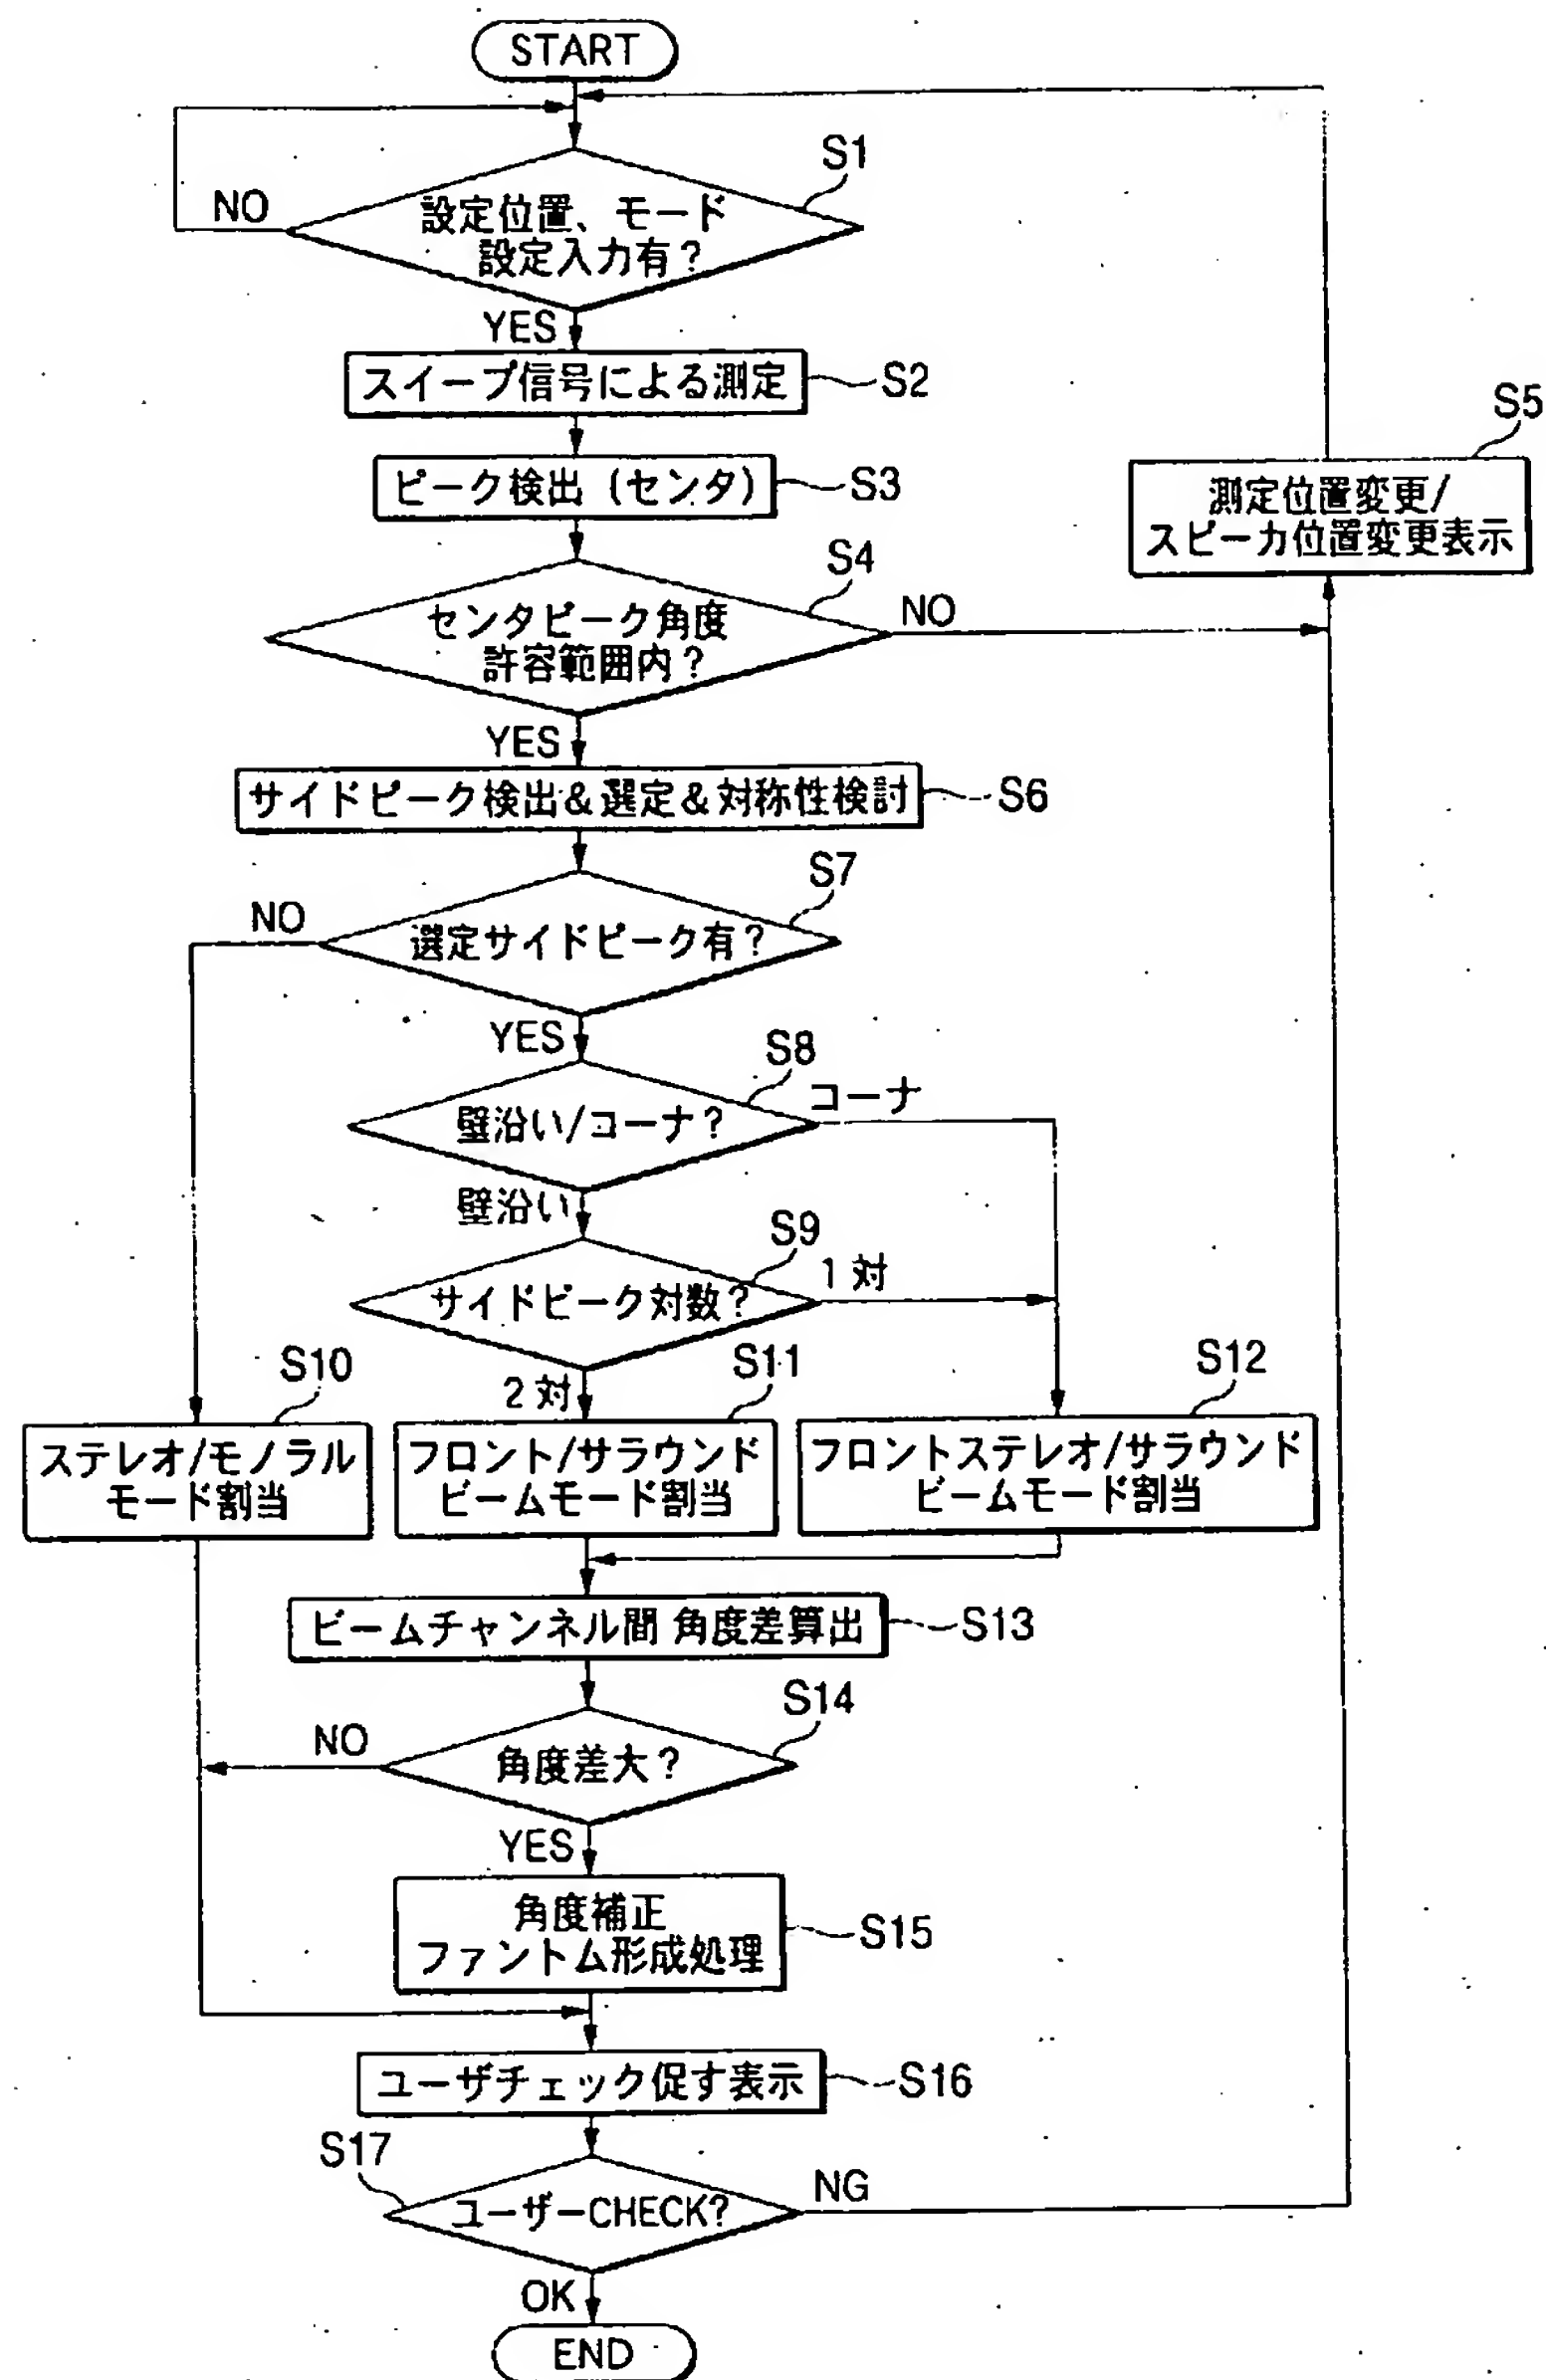 START
S1
NO
設定位置、モード
設定入力有?
YES
スイープ信号による測定
S2
ピーク検出(センタ)
S3
S5
測定位置変更/
スピーカ位置変更表示
S4
NO
センタピーク角度
許容範囲内?
YES
サイドピーク検出&選定&対称性検討
S6
S7
NO
選定サイドピーク有?
YES
S8
コーナ
壁沿い/コーナ?
壁沿い
S9
1対
サイドピーク対数?
2対
S10
S11
S12
ステレオ/モノラル
モード割当
フロント/サラウンド
ビームモード割当
フロントステレオ/サラウンド
ビームモード割当
ビームチャンネル間 角度差算出
S13
S14
NO
角度差大?
YES
角度補正
ファントム形成処理
S15
ユーザチェック促す表示
S16
S17
NG
ユーザーCHECK?
OK
END